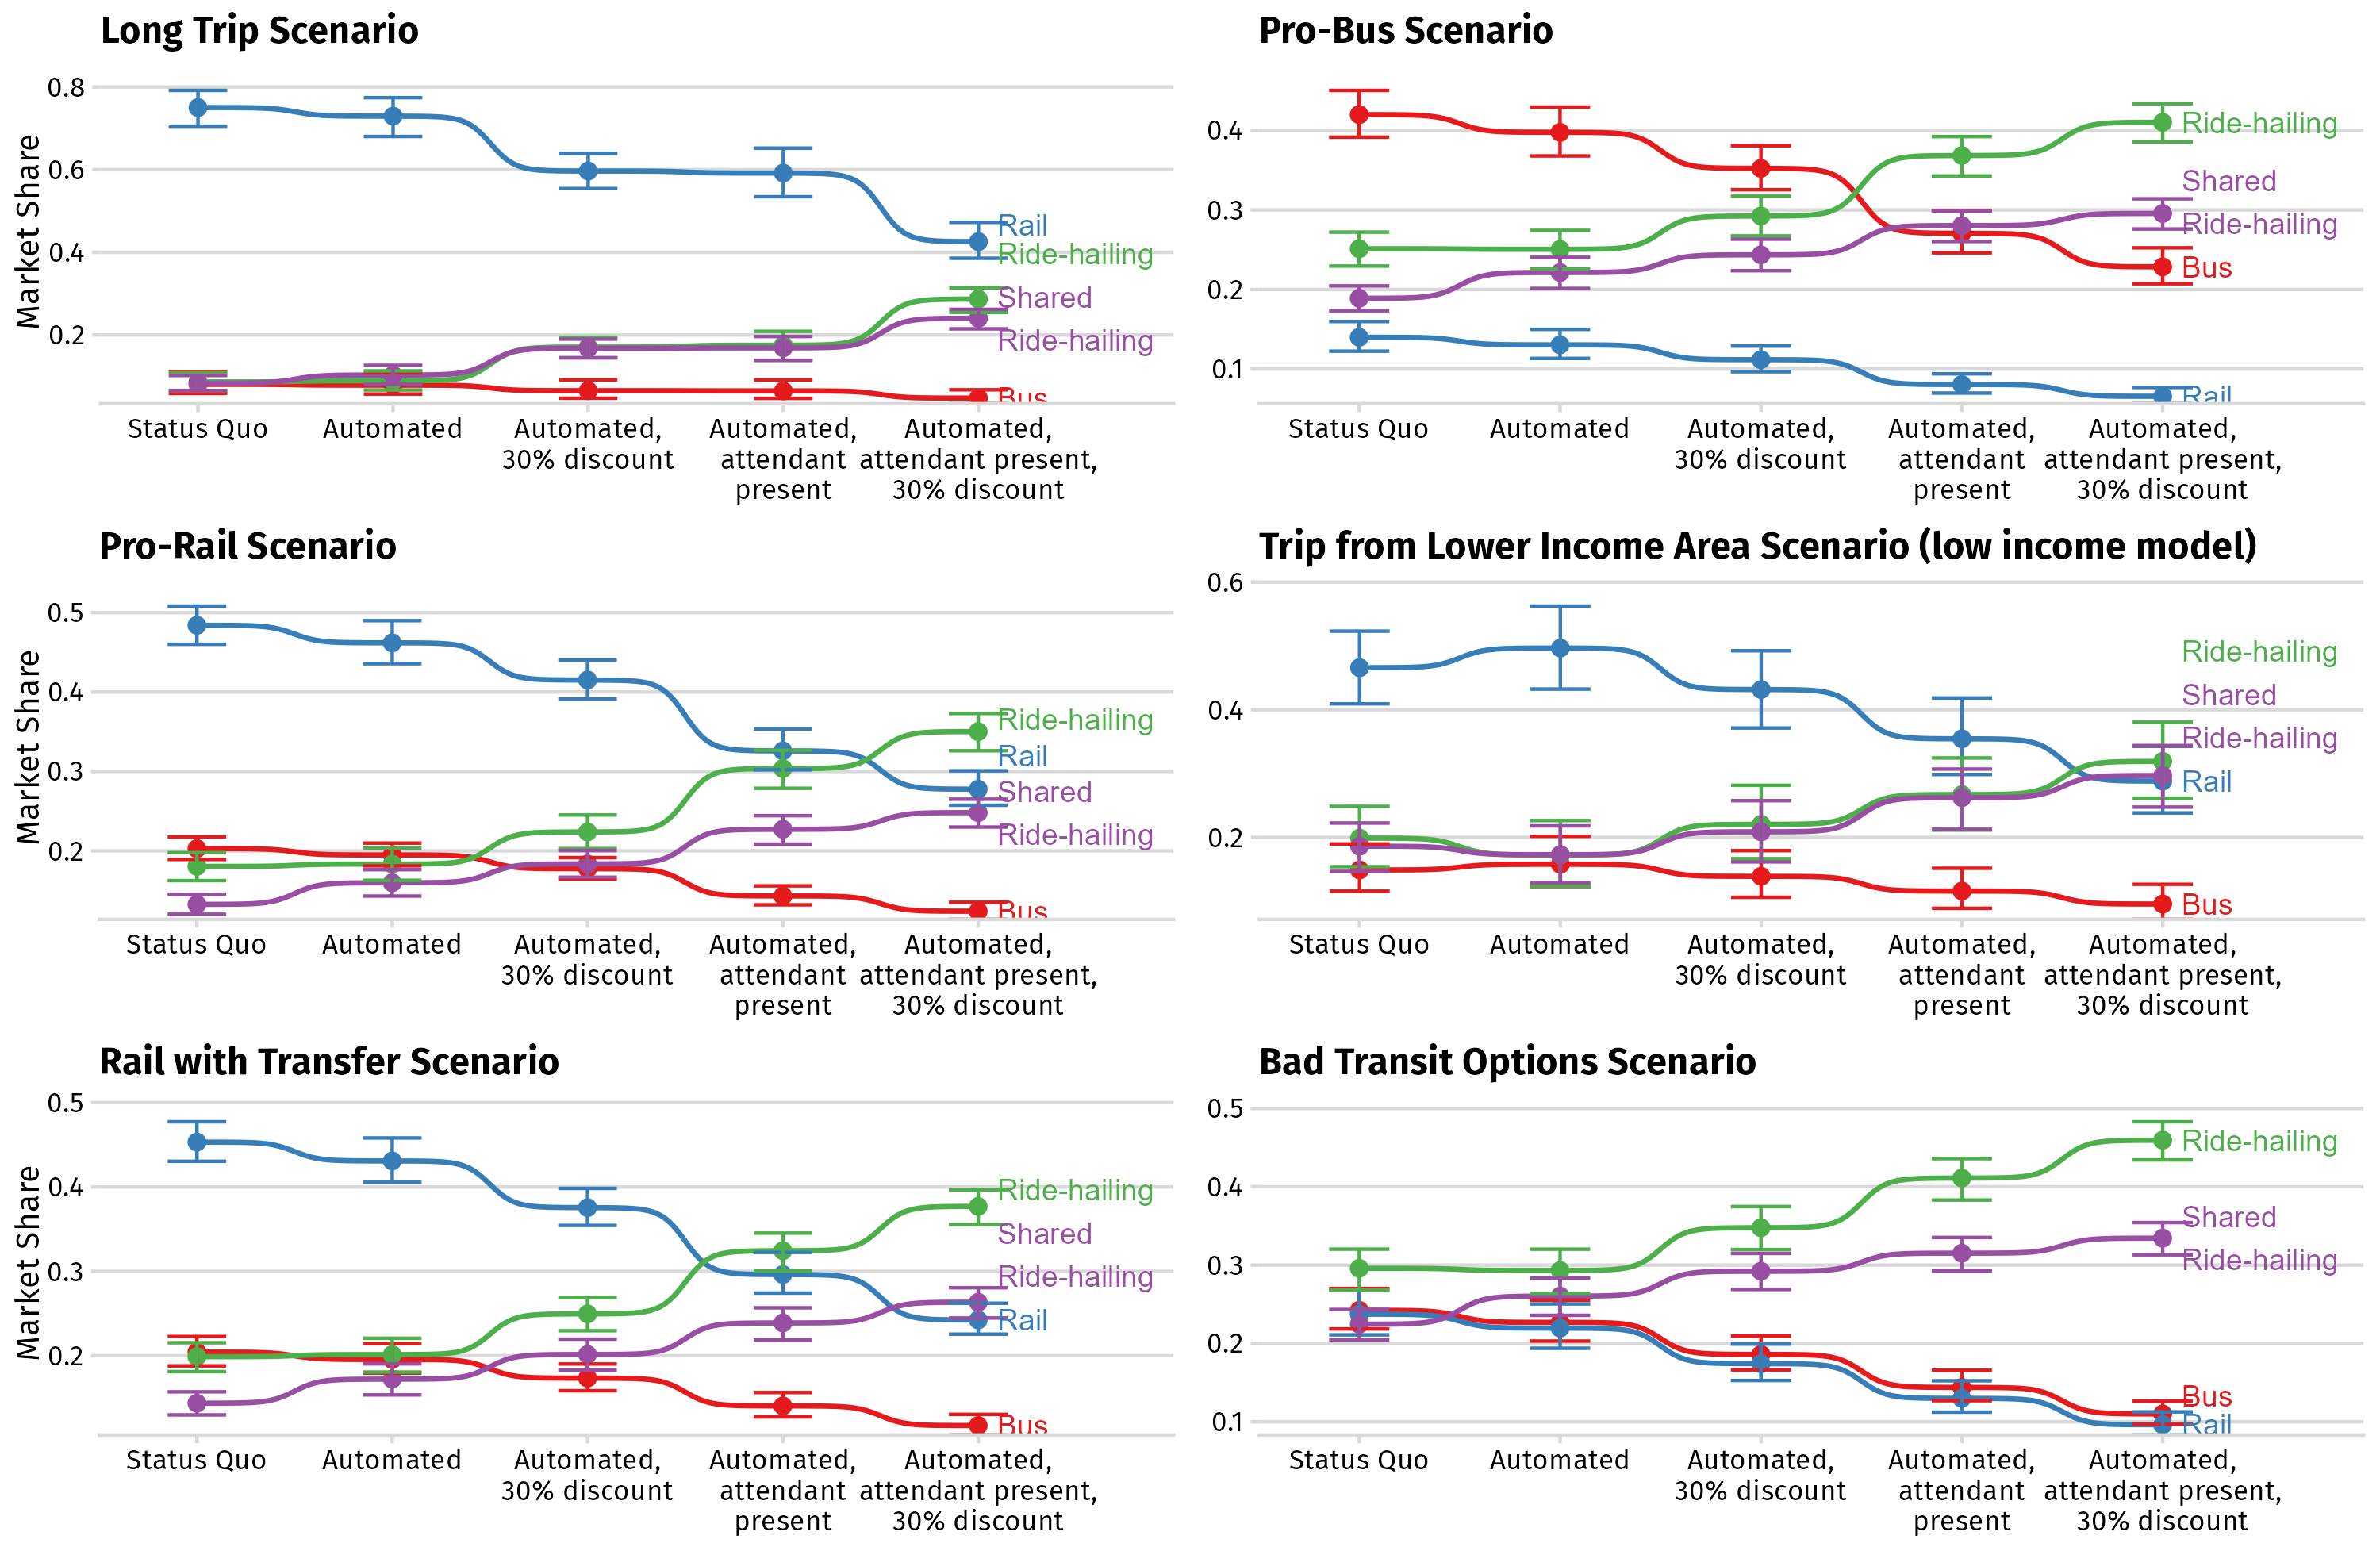 Long Trip Scenario
Market Share
0.8
0.6
0.4
0.2
Rail
Ride-hailing
Shared
Ride-hailing
Bus
Status Quo
Automated
Automated,
30% discount
Automated,
attendant
present
Automated,
attendant present,
30% discount
Pro-Bus Scenario
0.4
0.3
0.2
0.1
Ride-hailing
Shared
Ride-hailing
Bus
Rail
Status Quo
Automated
Automated,
30% discount
Automated,
attendant
present
Automated,
attendant present,
30% discount
Pro-Rail Scenario
Market Share
0.5
0.4
0.3
0.2
Ride-hailing
Rail
Shared
Ride-hailing
Bus
Status Quo
Automated
Automated,
30% discount
Automated,
attendant
present
Automated,
attendant present,
30% discount
Trip from Lower Income Area Scenario (low income model)
0.6
0.4
0.2
Ride-hailing
Shared
Ride-hailing
Rail
Bus
Status Quo
Automated
Automated,
30% discount
Automated,
attendant
present
Automated,
attendant present,
30% discount
Rail with Transfer Scenario
Market Share
0.5
0.4
0.3
0.2
Ride-hailing
Shared
Ride-hailing
Rail
Bus
Status Quo
Automated
Automated,
30% discount
Automated,
attendant
present
Automated,
attendant present,
30% discount
Bad Transit Options Scenario
0.5
0.4
0.3
0.2
0.1
Ride-hailing
Shared
Ride-hailing
Bus
Rail
Status Quo
Automated
Automated,
30% discount
Automated,
attendant
present
Automated,
attendant present,
30% discount